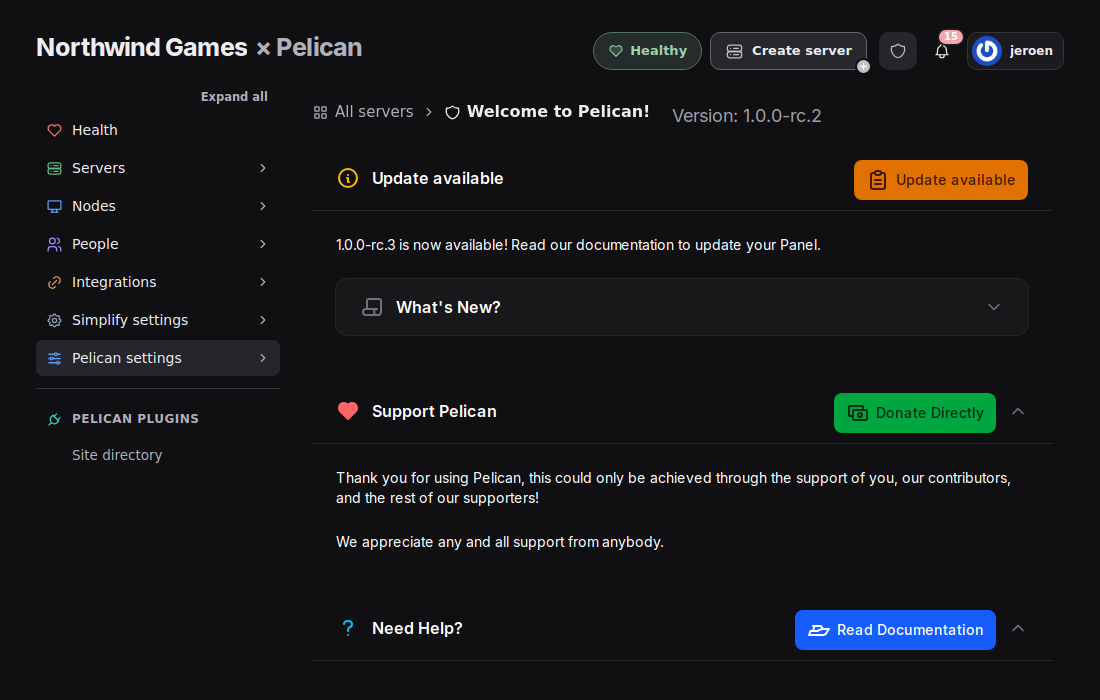 Northwind Games × Pelican
Healthy
Create server
15
jeroen
Expand all
Health
Servers
Nodes
People
Integrations
Simplify settings
Pelican settings
PELICAN PLUGINS
Site directory
All servers
Welcome to Pelican!
Version: 1.0.0-rc.2
Update available
Update available
1.0.0-rc.3 is now available! Read our documentation to update your Panel.
What's New?
Support Pelican
Donate Directly
Thank you for using Pelican, this could only be achieved through the support of you, our contributors,
and the rest of our supporters!
We appreciate any and all support from anybody.
Need Help?
Read Documentation